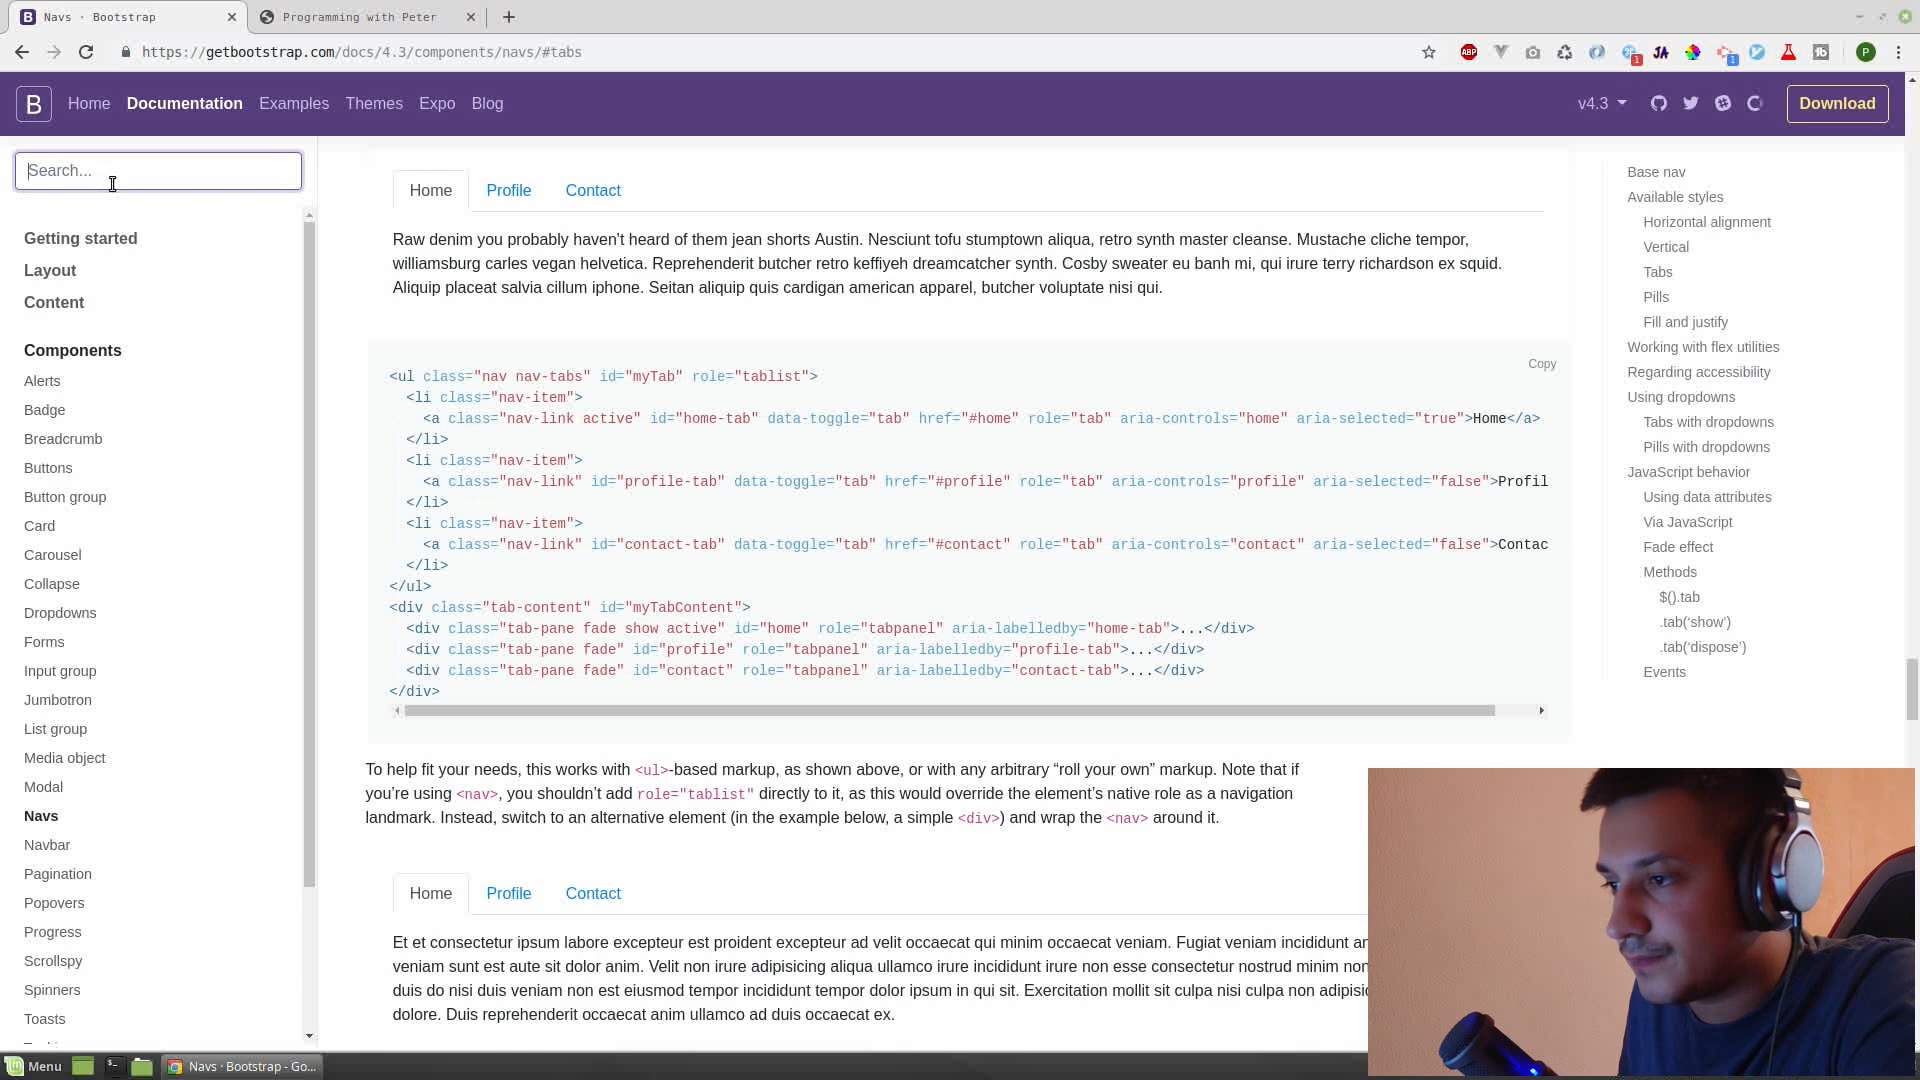 Navs · Bootstrap
Programming with Peter
https://getbootstrap.com/docs/4.3/components/navs/#tabs
ABP
1
JA
1
P
B Home Documentation Examples Themes Expo Blog
v4.3
Download
Search...
Getting started
Layout
Content
Components
Alerts
Badge
Breadcrumb
Buttons
Button group
Card
Carousel
Collapse
Dropdowns
Forms
Input group
Jumbotron
List group
Media object
Modal
Navs
Navbar
Pagination
Popovers
Progress
Scrollspy
Spinners
Toasts
Home Profile Contact
Raw denim you probably haven't heard of them jean shorts Austin. Nesciunt tofu stumptown aliqua, retro synth master cleanse. Mustache cliche tempor,
williamsburg carles vegan helvetica. Reprehenderit butcher retro keffiyeh dreamcatcher synth. Cosby sweater eu banh mi, qui irure terry richardson ex squid.
Aliquip placeat salvia cillum iphone. Seitan aliquip quis cardigan american apparel, butcher voluptate nisi qui.
Copy
<ul class="nav nav-tabs" id="myTab" role="tablist">
<li class="nav-item">
<a class="nav-link active" id="home-tab" data-toggle="tab" href="#home" role="tab" aria-controls="home" aria-selected="true">Home</a>
</li>
<li class="nav-item">
<a class="nav-link" id="profile-tab" data-toggle="tab" href="#profile" role="tab" aria-controls="profile" aria-selected="false">Profil
</li>
<li class="nav-item">
<a class="nav-link" id="contact-tab" data-toggle="tab" href="#contact" role="tab" aria-controls="contact" aria-selected="false">Contac
</li>
</ul>
<div class="tab-content" id="myTabContent">
<div class="tab-pane fade show active" id="home" role="tabpanel" aria-labelledby="home-tab">...</div>
<div class="tab-pane fade" id="profile" role="tabpanel" aria-labelledby="profile-tab">...</div>
<div class="tab-pane fade" id="contact" role="tabpanel" aria-labelledby="contact-tab">...</div>
</div>
To help fit your needs, this works with <ul>-based markup, as shown above, or with any arbitrary “roll your own” markup. Note that if
you’re using <nav>, you shouldn’t add role="tablist" directly to it, as this would override the element’s native role as a navigation
landmark. Instead, switch to an alternative element (in the example below, a simple <div>) and wrap the <nav> around it.
Home Profile Contact
Et et consectetur ipsum labore excepteur est proident excepteur ad velit occaecat qui minim occaecat veniam. Fugiat veniam incididunt an
veniam sunt est aute sit dolor anim. Velit non irure adipisicing aliqua ullamco irure incididunt irure non esse consectetur nostrud minim non
duis do nisi duis veniam non est eiusmod tempor incididunt tempor dolor ipsum in qui sit. Exercitation mollit sit culpa nisi culpa non adipisic
dolore. Duis reprehenderit occaecat anim ullamco ad duis occaecat ex.
Base nav
Available styles
Horizontal alignment
Vertical
Tabs
Pills
Fill and justify
Working with flex utilities
Regarding accessibility
Using dropdowns
Tabs with dropdowns
Pills with dropdowns
JavaScript behavior
Using data attributes
Via JavaScript
Fade effect
Methods
$().tab
.tab(‘show’)
.tab(‘dispose’)
Events
Menu
Navs · Bootstrap - Go...